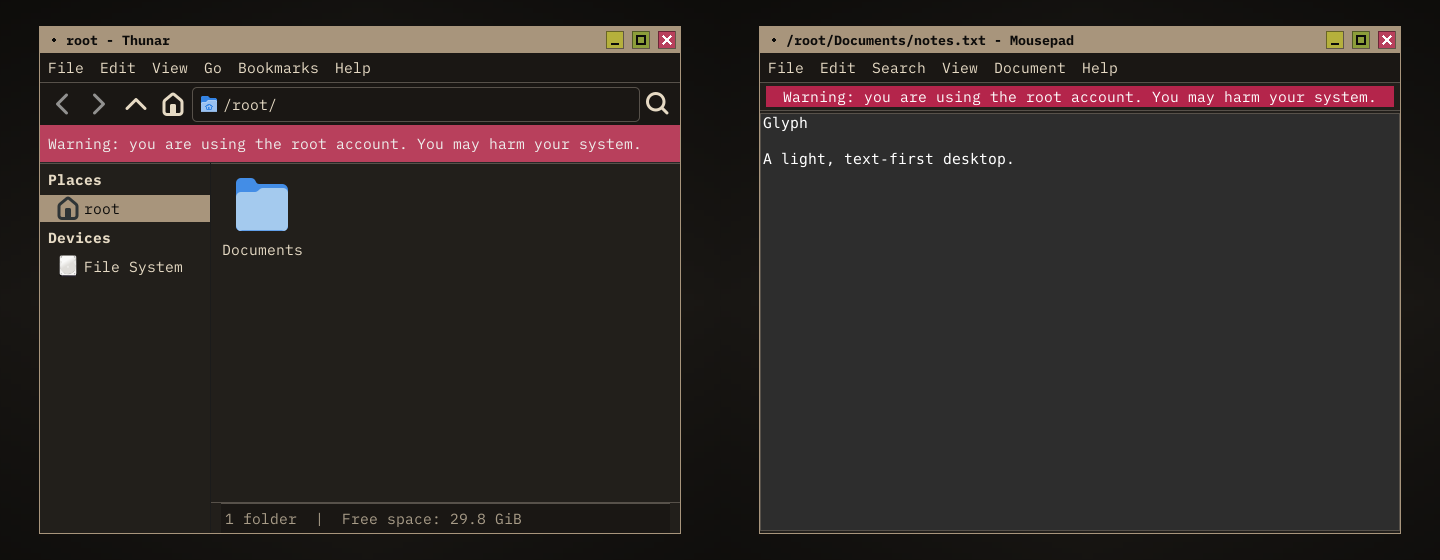 root - Thunar
File Edit View Go Bookmarks Help
/root/
Warning: you are using the root account. You may harm your system.
Places
root
Devices
File System
Documents
1 folder | Free space: 29.8 GiB
/root/Documents/notes.txt - Mousepad
File Edit Search View Document Help
Warning: you are using the root account. You may harm your system.
Glyph
A light, text-first desktop.